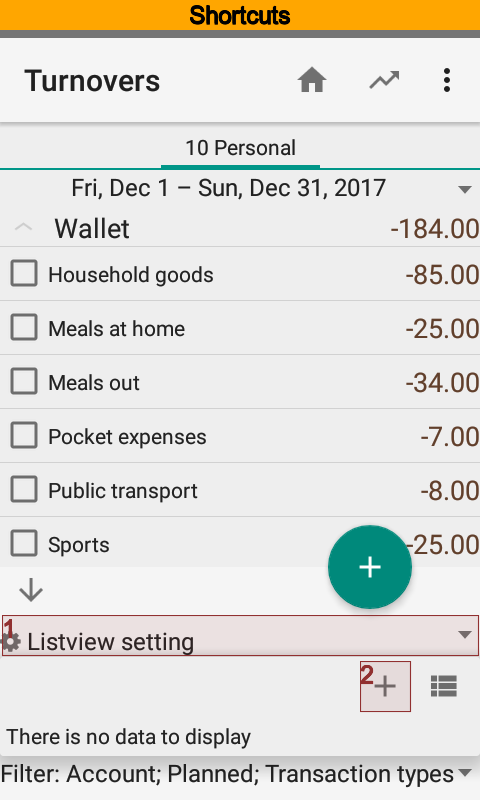 Shortcuts
Turnovers
10 Personal
Fri, Dec 1 – Sun, Dec 31, 2017
Wallet -184.00
Household goods -85.00
Meals at home -25.00
Meals out -34.00
Pocket expenses -7.00
Public transport -8.00
Sports -25.00
1 Listview setting
2
There is no data to display
Filter: Account; Planned; Transaction types